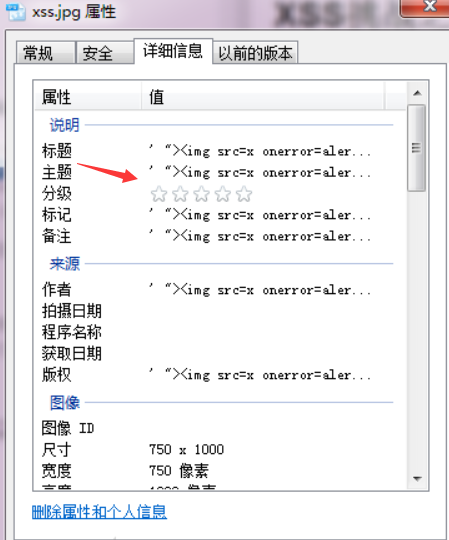 xss.jpg 属性
常规 安全 详细信息 以前的版本
属性 值
说明
标题 ' "><img src=x onerror=aler...
主题 ' "><img src=x onerror=aler...
分级
标记 ' "><img src=x onerror=aler...
备注 ' "><img src=x onerror=aler...
来源
作者 ' "><img src=x onerror=aler...
拍摄日期
程序名称
获取日期
版权 ' "><img src=x onerror=aler...
图像
图像 ID
尺寸 750 x 1000
宽度 750 像素
删除属性和个人信息